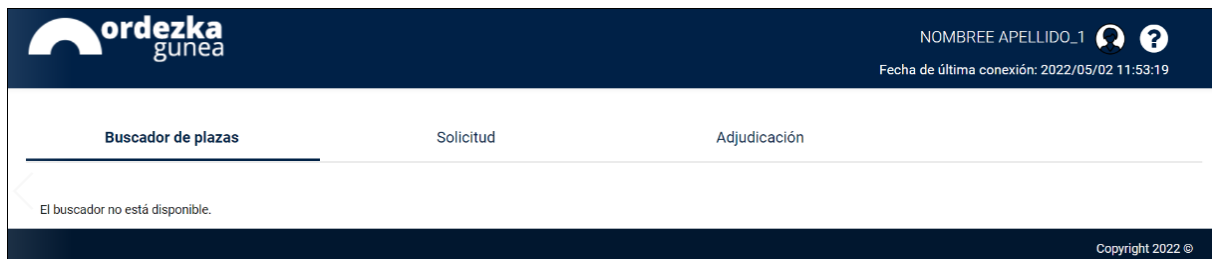 ordezka
gunea
NOMBREE APELLIDO_1 ?
Fecha de última conexión: 2022/05/02 11:53:19
Buscador de plazas Solicitud Adjudicación
El buscador no está disponible.
Copyright 2022 ©